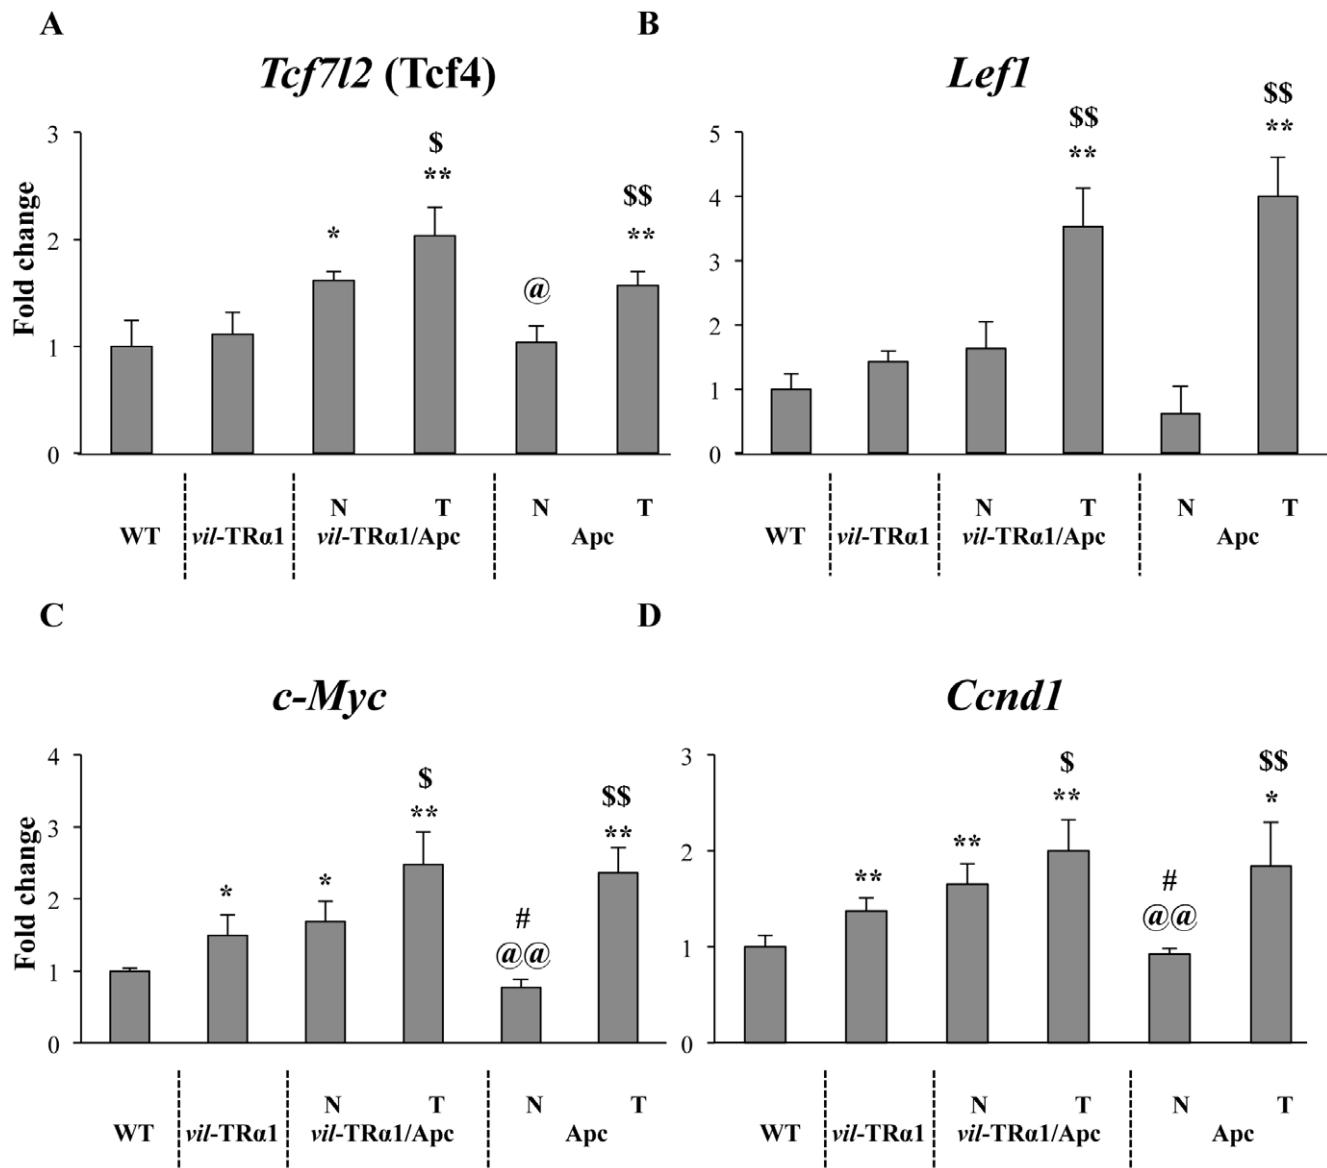 A
Tcf7l2 (Tcf4)
Fold change
3
2
1
0
*
$
**
@
$$
**
N T N T
WT vil-TRα1 vil-TRα1/Apc Apc
B
Lef1
5
4
3
2
1
0
$$
**
$$
**
N T N T
WT vil-TRα1 vil-TRα1/Apc Apc
C
c-Myc
Fold change
4
3
2
1
0
*
*
$
**
#
@@
$$
**
N T N T
WT vil-TRα1 vil-TRα1/Apc Apc
D
Ccnd1
3
2
1
0
**
**
$
**
#
@@
$$
*
N T N T
WT vil-TRα1 vil-TRα1/Apc Apc